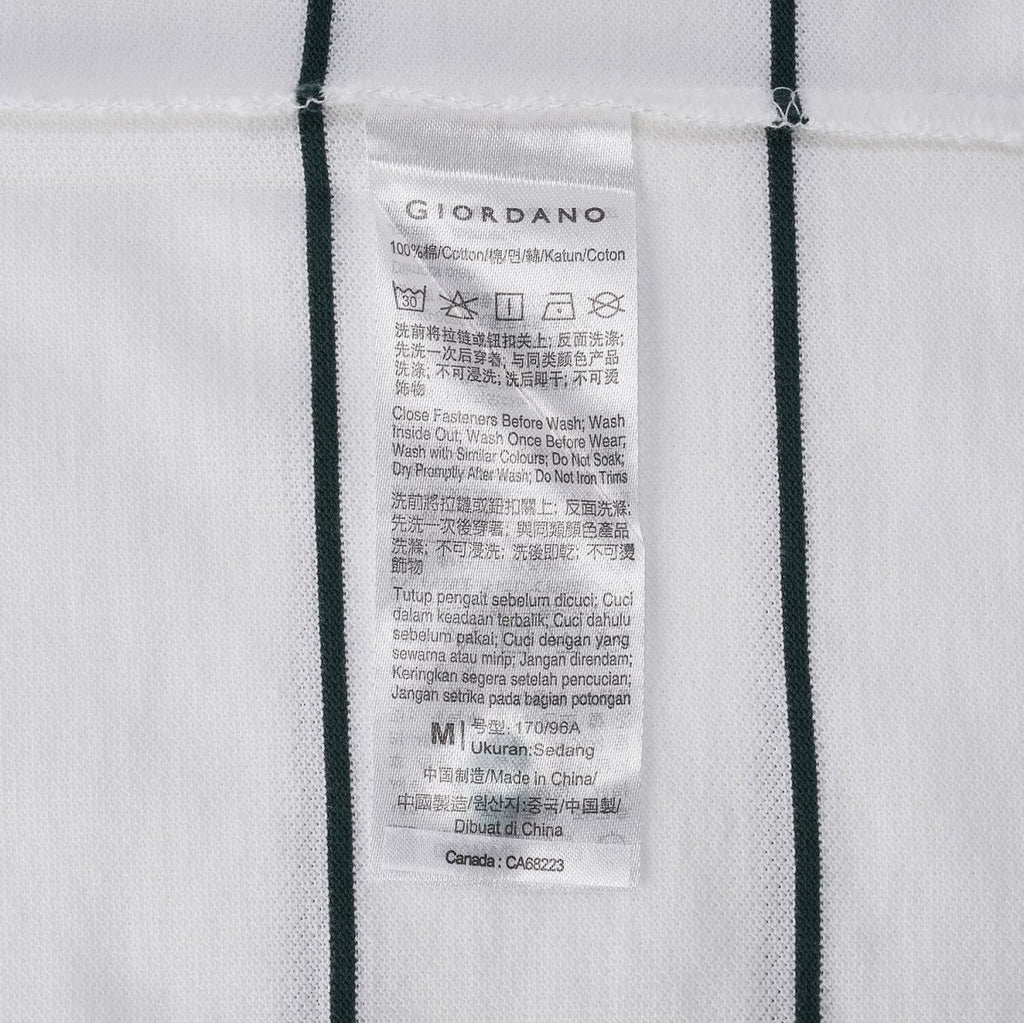 GIORDANO
100%棉/Cotton/棉/면/綿/Katun/Coton
30
洗前将拉链或钮扣关上; 反面洗涤;
先洗一次后穿着; 与同类颜色产品
洗涤; 不可浸洗; 洗后即干; 不可烫
饰物
Close Fasteners Before Wash; Wash
Inside Out; Wash Once Before Wear;
Wash with Similar Colours; Do Not Soak;
Dry Promptly After Wash; Do Not Iron Trims
洗前將拉鏈或鈕扣關上; 反面洗滌;
先洗一次後穿著; 與同類顏色產品
洗滌; 不可浸洗; 洗後即乾; 不可燙
飾物
Tutup pengait sebelum dicuci; Cuci
dalam keadaan terbalik; Cuci dahulu
sebelum pakai; Cuci dengan yang
sewarna atau mirip; Jangan direndam;
Keringkan segera setelah pencucian;
Jangan setrika pada bagian potongan
M 号型: 170/96A
Ukuran:Sedang
中国制造/Made in China/
中國製造/원산지:중국/中国製/
Dibuat di China
Canada : CA68223